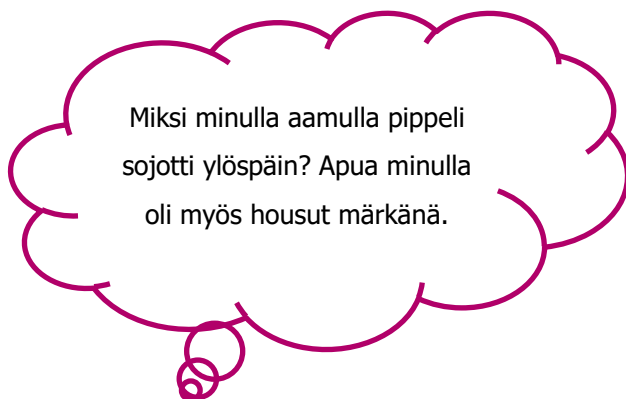 Miksi minulla aamulla pippeli
sojotti ylöspäin? Apua minulla
oli myös housut märkänä.